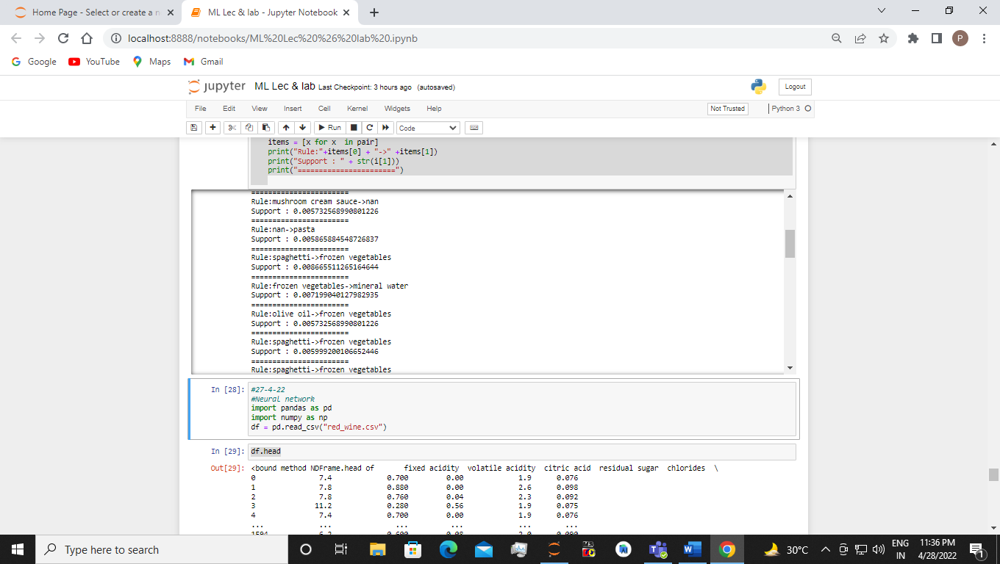 Home Page - Select or create a n
ML Lec & lab - Jupyter Notebook
localhost:8888/notebooks/ML%20Lec%20%26%20lab%20.ipynb
P
Google YouTube Maps Gmail
jupyter ML Lec & lab Last Checkpoint: 3 hours ago (autosaved)
Logout
File Edit View Insert Cell Kernel Widgets Help
Not Trusted Python 3
Run Code
items = [x for x  in pair]
print("Rule:"+items[0] + "->" +items[1])
print("Support : " + str(i[1]))
print("=======================")
=======================
Rule:mushroom cream sauce->nan
Support : 0.005732568990801226
=======================
Rule:nan->pasta
Support : 0.005865884548726837
=======================
Rule:spaghetti->frozen vegetables
Support : 0.008665511265164644
=======================
Rule:frozen vegetables->mineral water
Support : 0.007199040127982935
=======================
Rule:olive oil->frozen vegetables
Support : 0.005732568990801226
=======================
Rule:spaghetti->frozen vegetables
Support : 0.005999200106652446
=======================
Rule:spaghetti->frozen vegetables
In [28]: #27-4-22
#Neural network
import pandas as pd
import numpy as np
df = pd.read_csv("red_wine.csv")
In [29]: df.head
Out[29]: <bound method NDFrame.head of       fixed acidity  volatile acidity  citric acid  residual sugar  chlorides  \
0 7.4 0.700 0.00 1.9 0.076
1 7.8 0.880 0.00 2.6 0.098
2 7.8 0.760 0.04 2.3 0.092
3 11.2 0.280 0.56 1.9 0.075
4 7.4 0.700 0.00 1.9 0.076
... ... ... ... ... ...
1594 6.2 0.600 0.08 2.0 0.090
Type here to search
30°C
ENG
IN
11:36 PM
4/28/2022
1